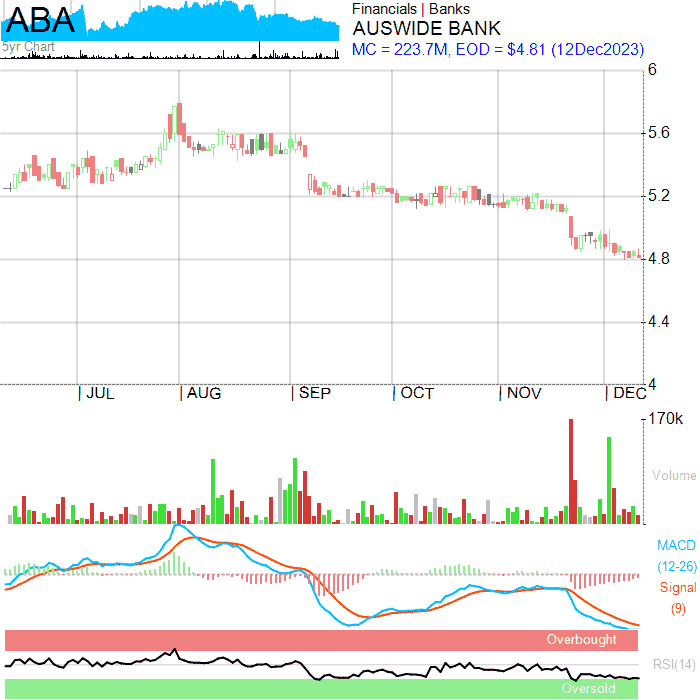 ABA
5yr Chart
Financials | Banks
AUSWIDE BANK
MC = 223.7M, EOD = $4.81 (12Dec2023)
6
5.6
5.2
4.8
4.4
4
| JUL | AUG | SEP | OCT | NOV | DEC
170k
Volume
MACD
(12-26)
Signal
(9)
Overbought
RSI(14)
Oversold